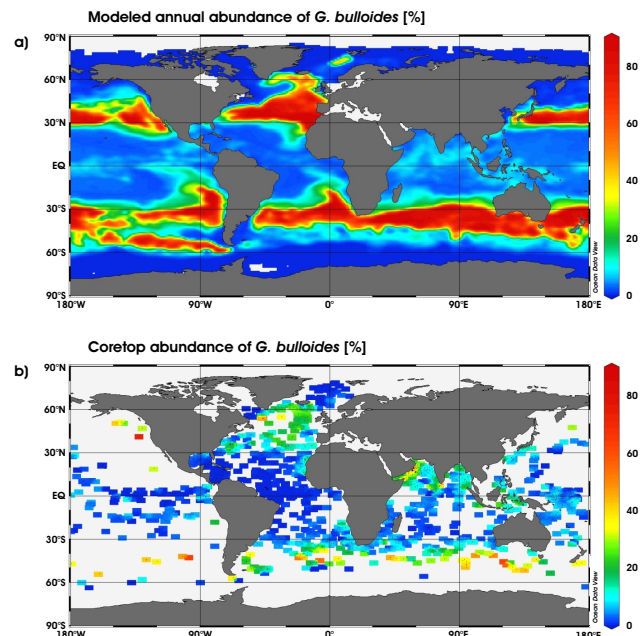 Modeled annual abundance of G. bulloides [%]
a)
90°N
60°N
30°N
EQ
30°S
60°S
90°S
180°W 90°W 0° 90°E 180°E
80
60
40
20
0
Ocean Data View
Coretop abundance of G. bulloides [%]
b)
90°N
60°N
30°N
EQ
30°S
60°S
90°S
180°W 90°W 0° 90°E 180°E
80
60
40
20
0
Ocean Data View